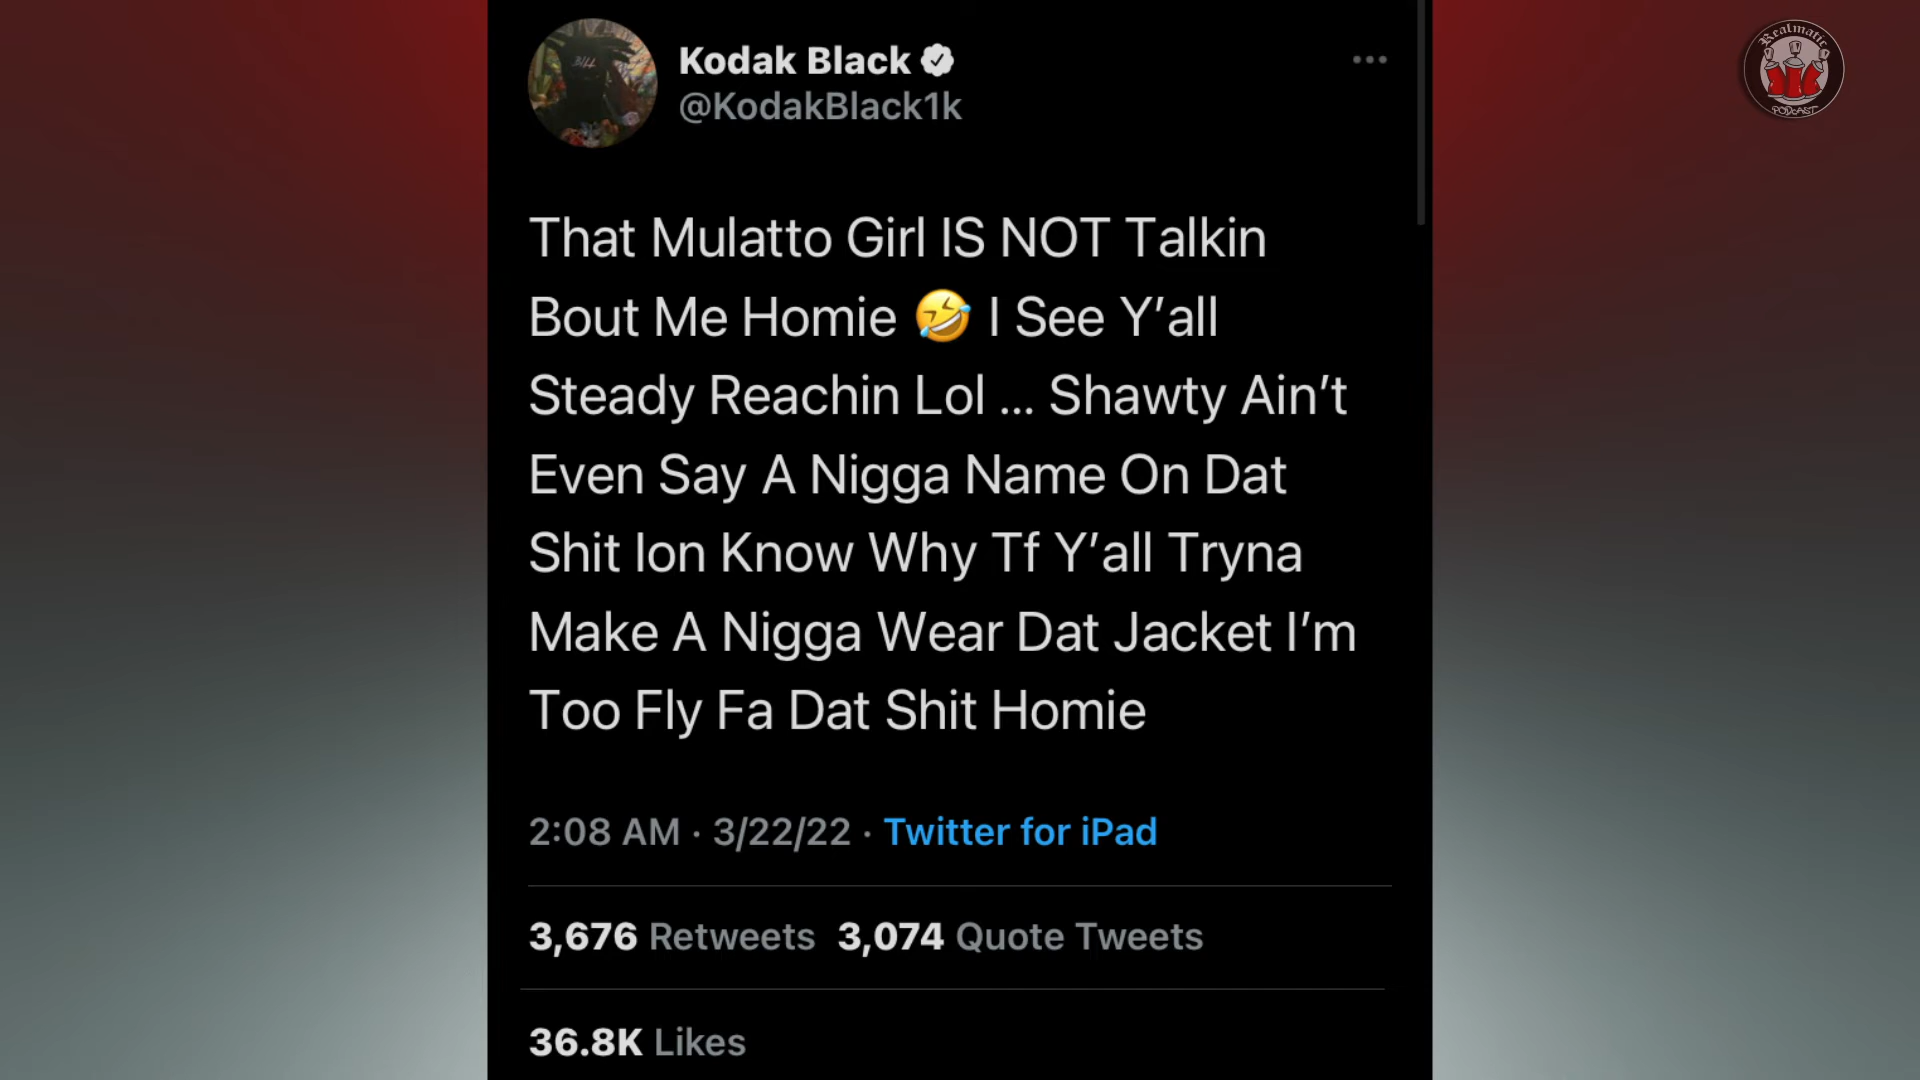 Kodak Black
@KodakBlack1k
Realmatic
PODCAST
That Mulatto Girl IS NOT Talkin
Bout Me Homie 🤣 I See Y’all
Steady Reachin Lol ... Shawty Ain’t
Even Say A Nigga Name On Dat
Shit Ion Know Why Tf Y’all Tryna
Make A Nigga Wear Dat Jacket I’m
Too Fly Fa Dat Shit Homie
2:08 AM · 3/22/22 · Twitter for iPad
3,676 Retweets 3,074 Quote Tweets
36.8K Likes